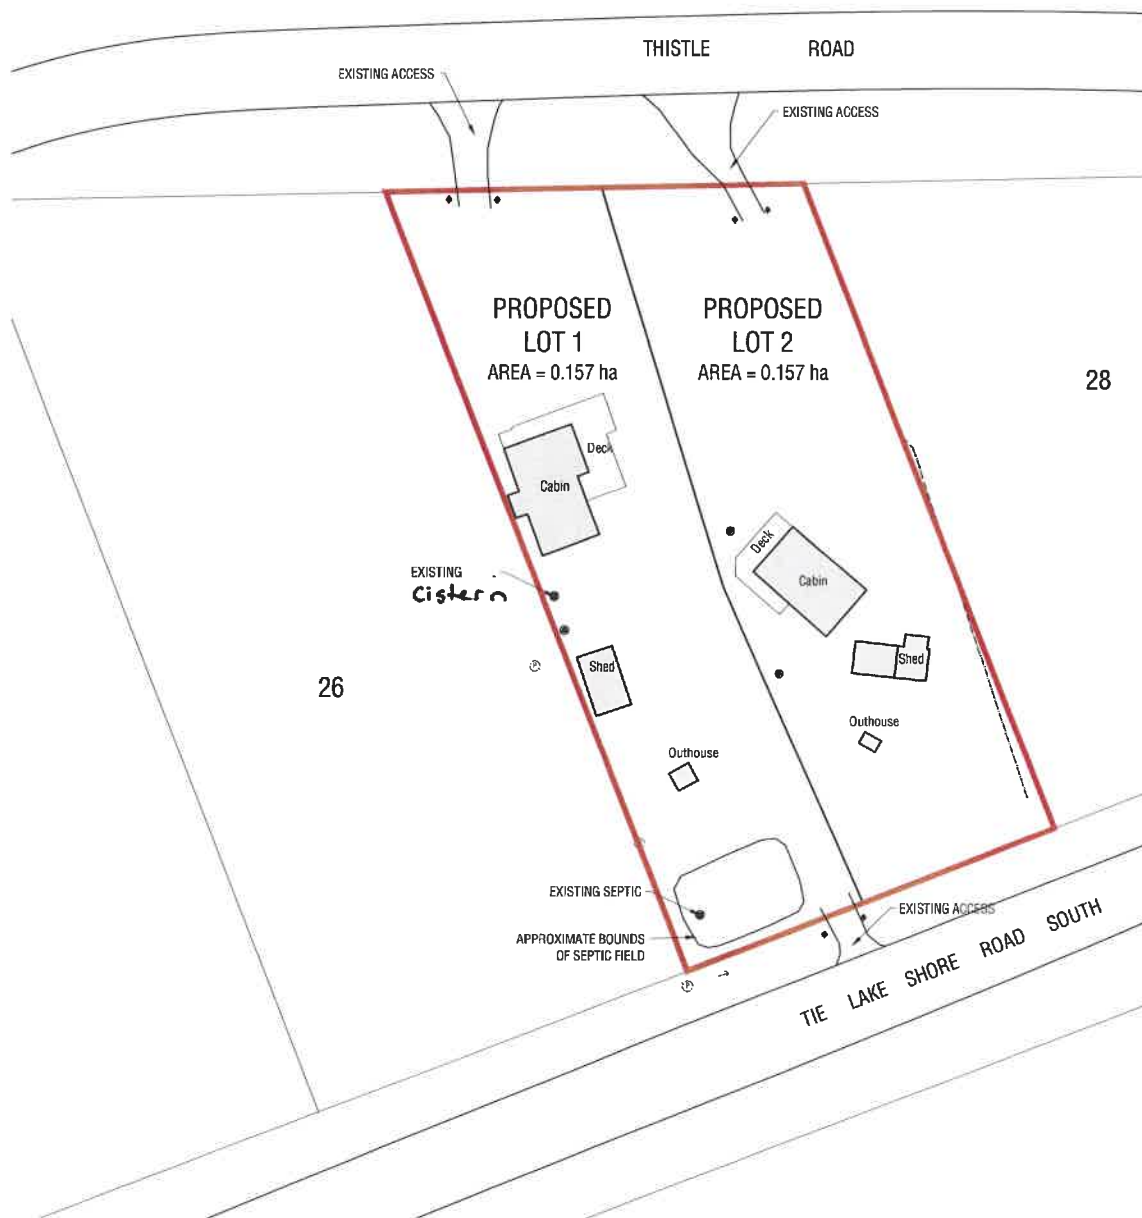 THISTLE ROAD
EXISTING ACCESS
EXISTING ACCESS
PROPOSED
LOT 1
AREA = 0.157 ha
PROPOSED
LOT 2
AREA = 0.157 ha
28
Deck
Cabin
Deck
Cabin
EXISTING
Cistern
Shed
Shed
26
Outhouse
Outhouse
EXISTING SEPTIC
EXISTING ACCESS
APPROXIMATE BOUNDS
OF SEPTIC FIELD
TIE LAKE SHORE ROAD SOUTH